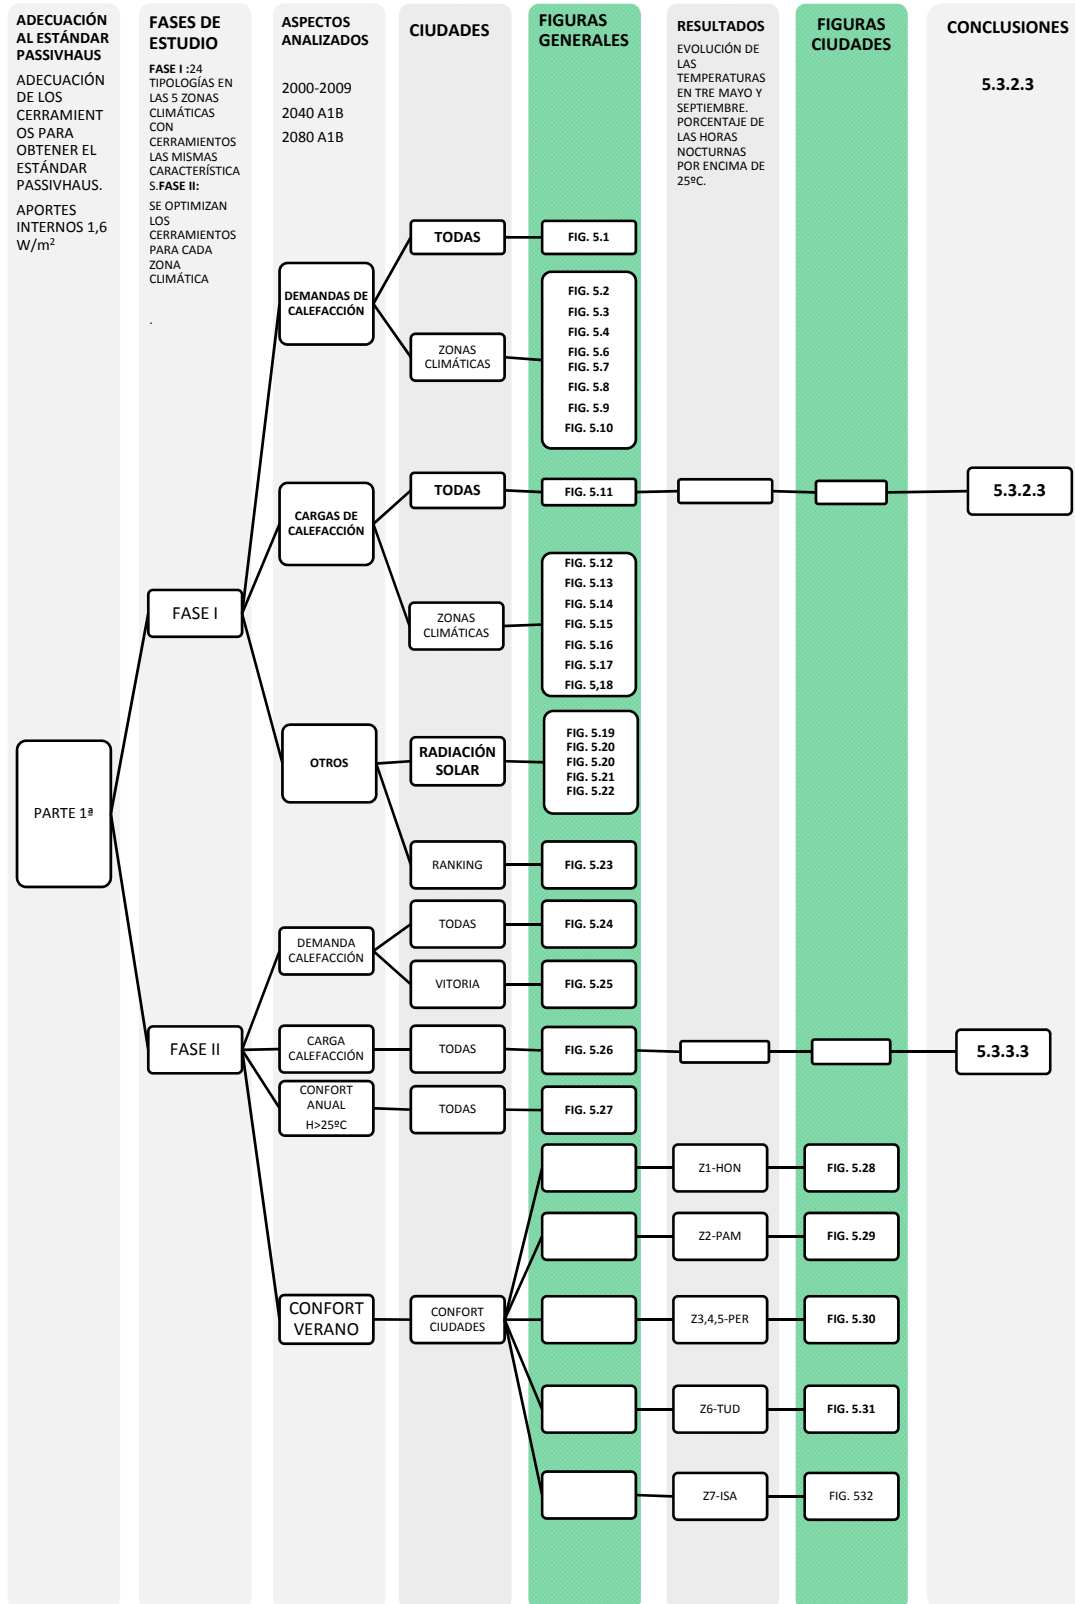 ADECUACIÓN
AL ESTÁNDAR
PASSIVHAUS
ADECUACIÓN
DE LOS
CERRAMIENT
OS PARA
OBTENER EL
ESTÁNDAR
PASSIVHAUS.
APORTES
INTERNOS 1,6
W/m²
FASES DE
ESTUDIO
FASE I :24
TIPOLOGÍAS EN
LAS 5 ZONAS
CLIMÁTICAS
CON
CERRAMIENTOS
LAS MISMAS
CARACTERÍSTICA
S.FASE II:
SE OPTIMIZAN
LOS
CERRAMIENTOS
PARA CADA
ZONA
CLIMÁTICA
.
ASPECTOS
ANALIZADOS
2000-2009
2040 A1B
2080 A1B
CIUDADES
FIGURAS
GENERALES
RESULTADOS
EVOLUCIÓN DE
LAS
TEMPERATURAS
EN TRE MAYO Y
SEPTIEMBRE.
PORCENTAJE DE
LAS HORAS
NOCTURNAS
POR ENCIMA DE
25ºC.
FIGURAS
CIUDADES
CONCLUSIONES
5.3.2.3
PARTE 1ª
FASE I
DEMANDAS DE
CALEFACCIÓN
TODAS
FIG. 5.1
ZONAS
CLIMÁTICAS
FIG. 5.2
FIG. 5.3
FIG. 5.4
FIG. 5.6
FIG. 5.7
FIG. 5.8
FIG. 5.9
FIG. 5.10
CARGAS DE
CALEFACCIÓN
TODAS
FIG. 5.11
5.3.2.3
ZONAS
CLIMÁTICAS
FIG. 5.12
FIG. 5.13
FIG. 5.14
FIG. 5.15
FIG. 5.16
FIG. 5.17
FIG. 5,18
OTROS
RADIACIÓN
SOLAR
FIG. 5.19
FIG. 5.20
FIG. 5.20
FIG. 5.21
FIG. 5.22
RANKING
FIG. 5.23
FASE II
DEMANDA
CALEFACCIÓN
TODAS
FIG. 5.24
VITORIA
FIG. 5.25
CARGA
CALEFACCIÓN
TODAS
FIG. 5.26
5.3.3.3
CONFORT
ANUAL
H>25ºC
TODAS
FIG. 5.27
CONFORT
VERANO
CONFORT
CIUDADES
Z1-HON
FIG. 5.28
Z2-PAM
FIG. 5.29
Z3,4,5-PER
FIG. 5.30
Z6-TUD
FIG. 5.31
Z7-ISA
FIG. 532